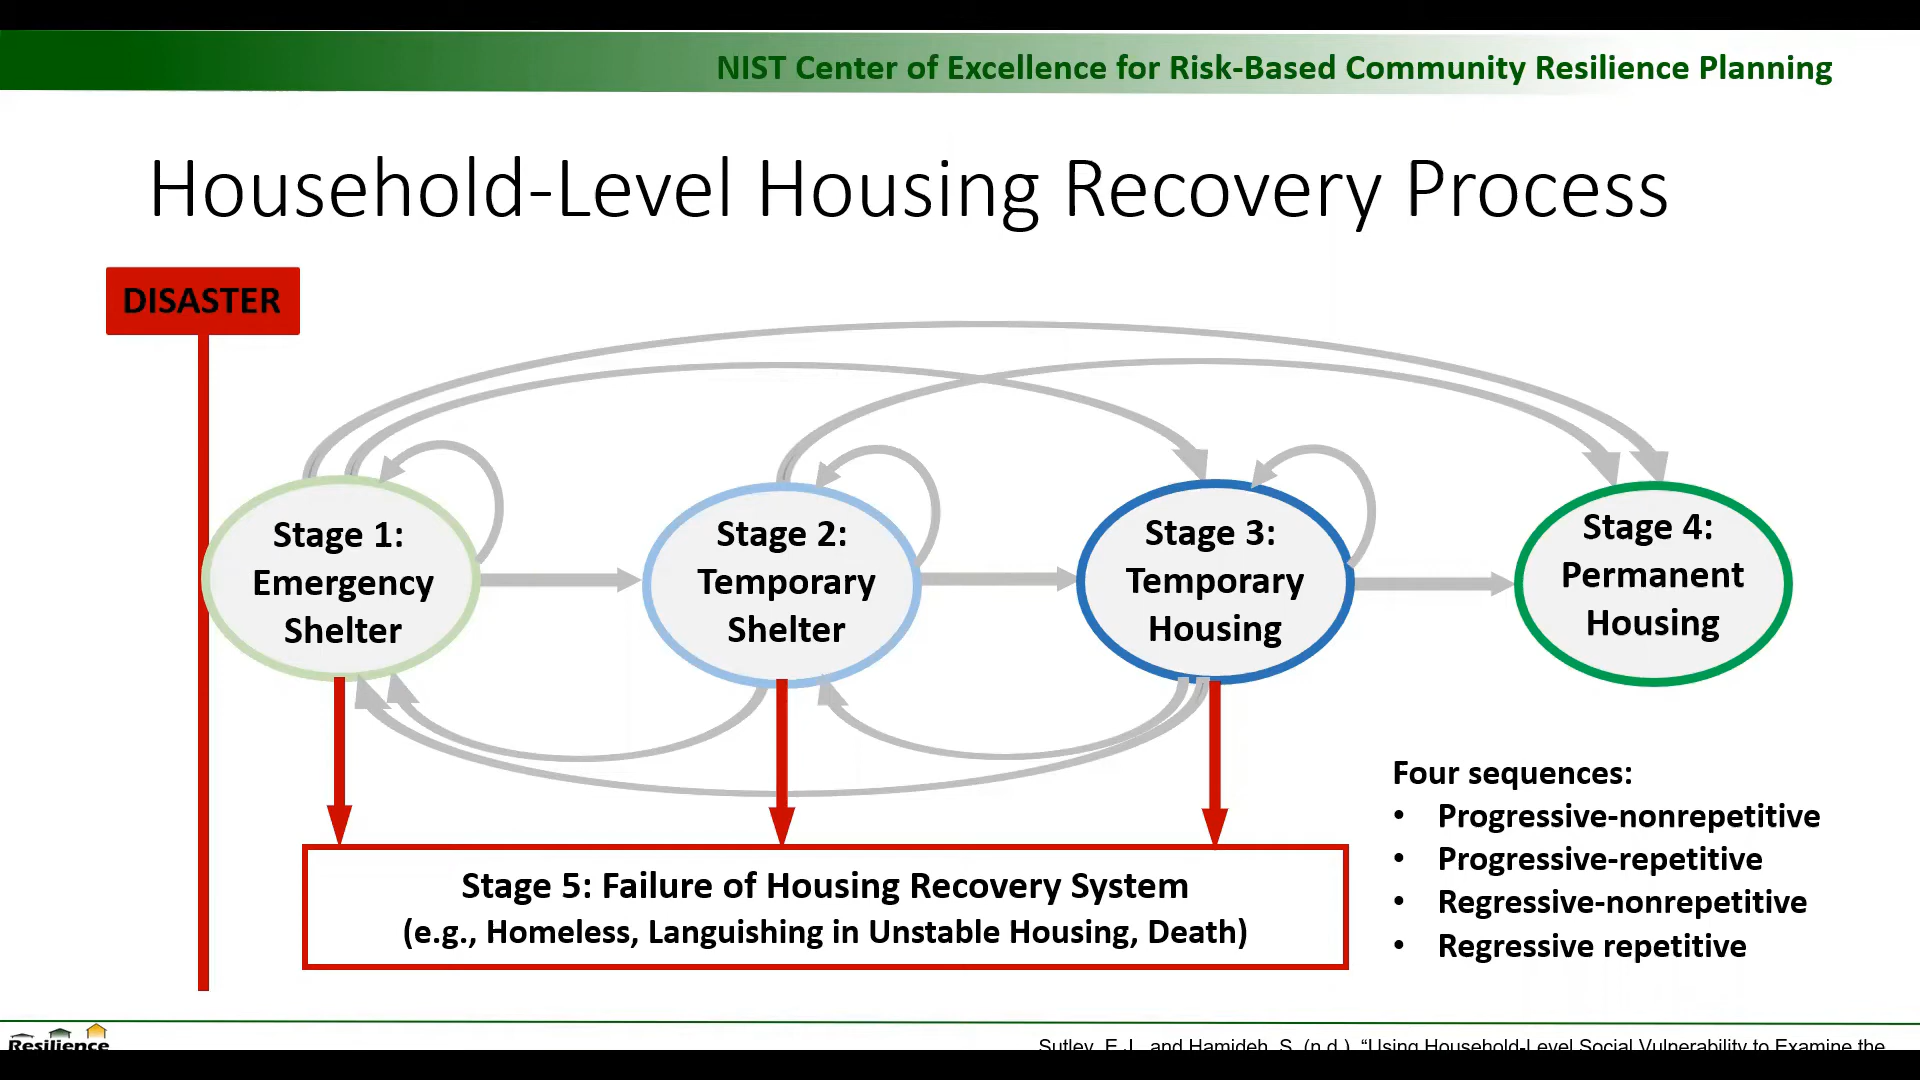 NIST Center of Excellence for Risk-Based Community Resilience Planning
Household-Level Housing Recovery Process
DISASTER
Stage 1:
Emergency
Shelter
Stage 2:
Temporary
Shelter
Stage 3:
Temporary
Housing
Stage 4:
Permanent
Housing
Stage 5: Failure of Housing Recovery System
(e.g., Homeless, Languishing in Unstable Housing, Death)
Four sequences:
• Progressive-nonrepetitive
• Progressive-repetitive
• Regressive-nonrepetitive
• Regressive repetitive
Resilience
Sutley, E.J., and Hamideh, S. (n.d.). “Using Household-Level Social Vulnerability to Examine the